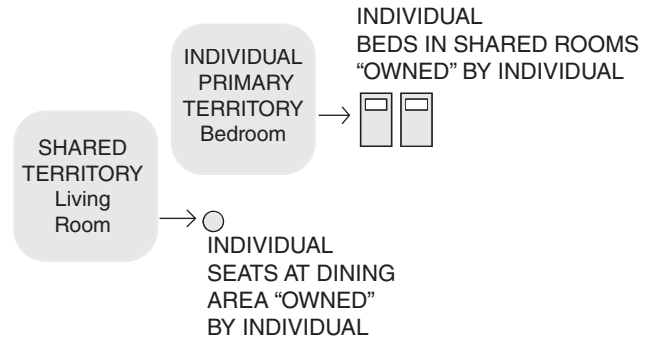 INDIVIDUAL
BEDS IN SHARED ROOMS
“OWNED” BY INDIVIDUAL
INDIVIDUAL
PRIMARY
TERRITORY
Bedroom
SHARED
TERRITORY
Living
Room
INDIVIDUAL
SEATS AT DINING
AREA “OWNED”
BY INDIVIDUAL